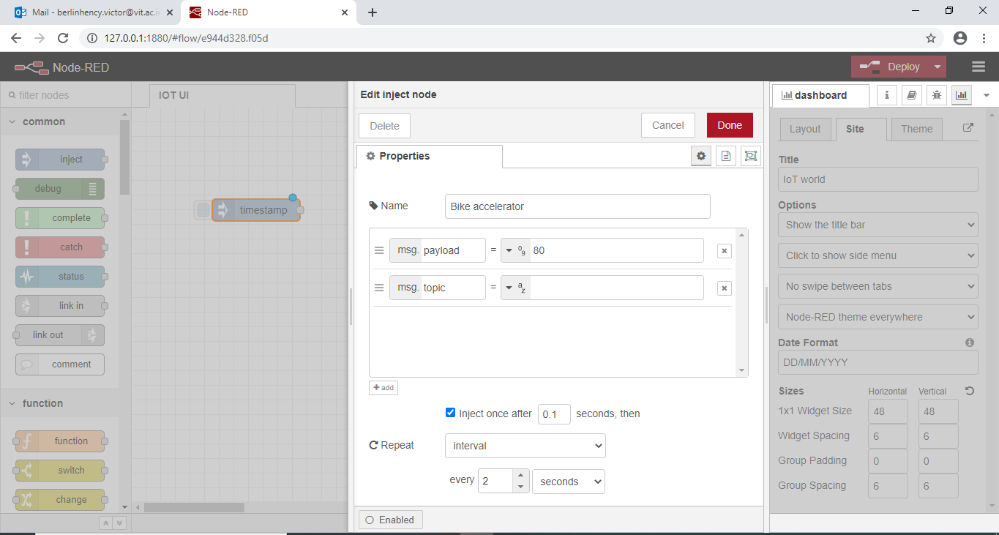 Mail - berlinhency.victor@vit.ac.i
Node-RED
127.0.0.1:1880/#flow/e944d328.f05d
Node-RED
Deploy
filter nodes
common
inject
debug
complete
catch
status
link in
link out
comment
function
function
switch
change
IOT UI
timestamp
Edit inject node
Delete
Cancel
Done
Properties
Name
Bike accelerator
msg. payload = 0 9 80
msg. topic = a z
add
Inject once after 0.1 seconds, then
Repeat
interval
every 2 seconds
Enabled
dashboard
Layout
Site
Theme
Title
IoT world
Options
Show the title bar
Click to show side menu
No swipe between tabs
Node-RED theme everywhere
Date Format
DD/MM/YYYY
Sizes Horizontal Vertical
1x1 Widget Size 48 48
Widget Spacing 6 6
Group Padding 0 0
Group Spacing 6 6